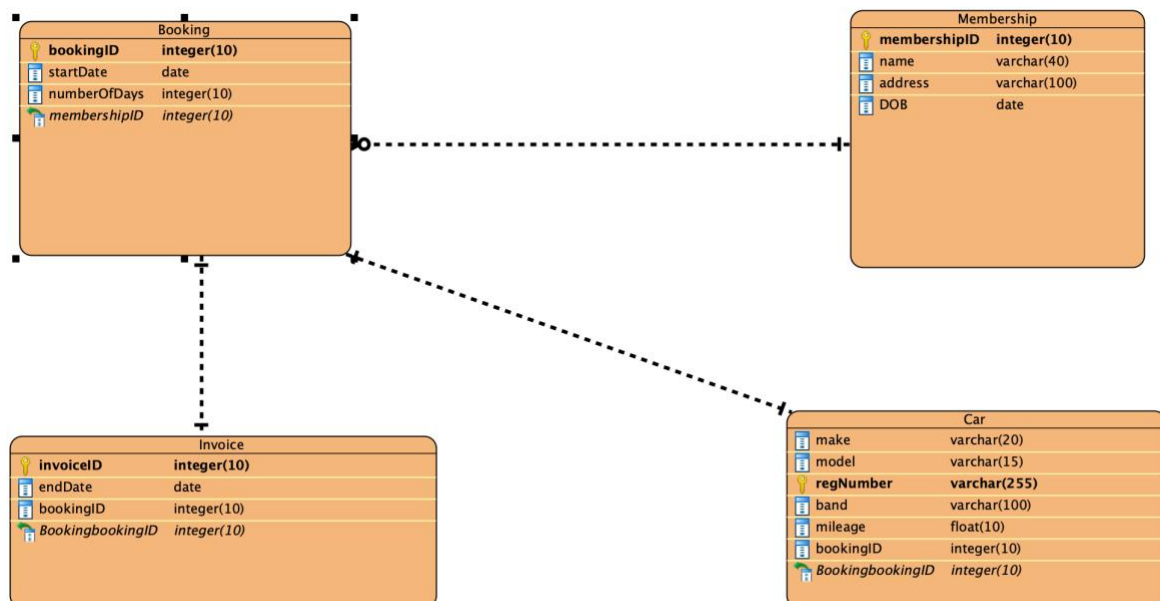 Booking
bookingID integer(10)
startDate date
numberOfDays integer(10)
membershipID integer(10)
Membership
membershipID integer(10)
name varchar(40)
address varchar(100)
DOB date
Invoice
invoiceID integer(10)
endDate date
bookingID integer(10)
BookingbookingID integer(10)
Car
make varchar(20)
model varchar(15)
regNumber varchar(255)
band varchar(100)
mileage float(10)
bookingID integer(10)
BookingbookingID integer(10)